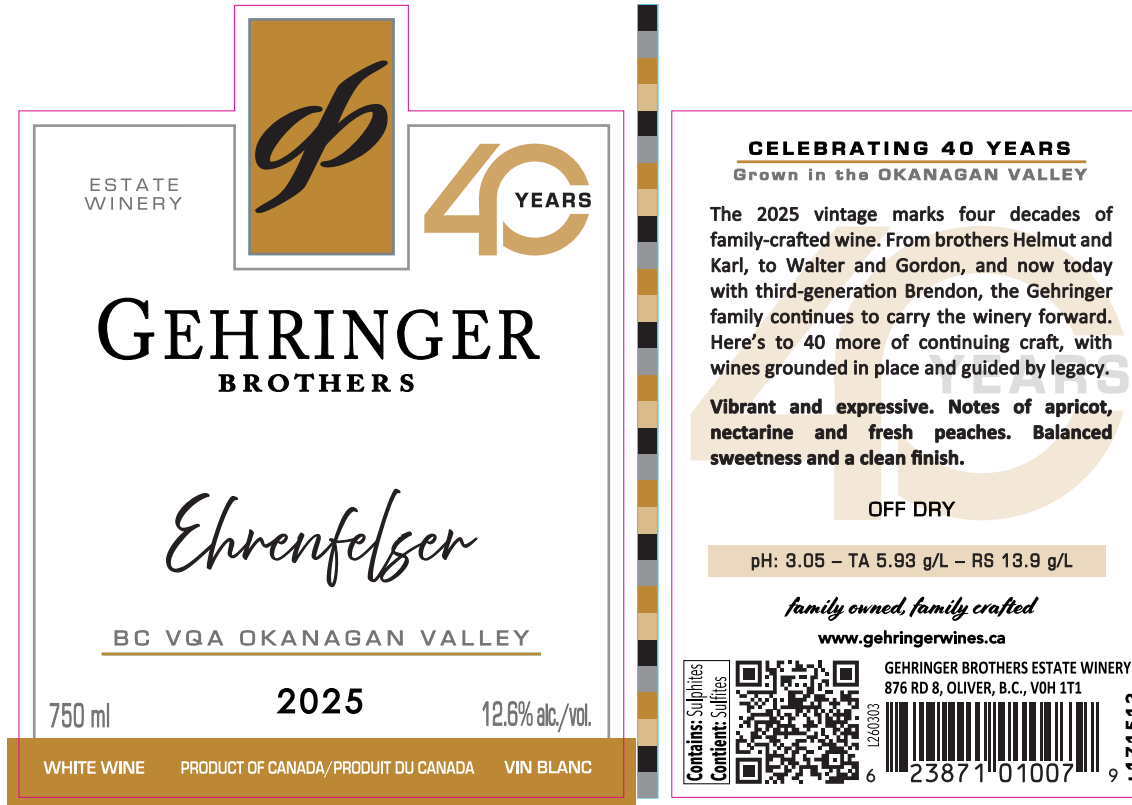 ESTATE
WINERY
40 YEARS
GEHRINGER
BROTHERS
Ehrenfelser
BC VQA OKANAGAN VALLEY
2025
750 ml
12.6% alc./vol.
WHITE WINE PRODUCT OF CANADA/PRODUIT DU CANADA VIN BLANC
CELEBRATING 40 YEARS
Grown in the OKANAGAN VALLEY
The 2025 vintage marks four decades of
family-crafted wine. From brothers Helmut and
Karl, to Walter and Gordon, and now today
with third-generation Brendon, the Gehringer
family continues to carry the winery forward.
Here's to 40 more of continuing craft, with
wines grounded in place and guided by legacy.
40 YEARS
Vibrant and expressive. Notes of apricot,
nectarine and fresh peaches. Balanced
sweetness and a clean finish.
OFF DRY
pH: 3.05 – TA 5.93 g/L – RS 13.9 g/L
family owned, family crafted
www.gehringerwines.ca
Contains: Sulphites
Contient: Sulfites
GEHRINGER BROTHERS ESTATE WINERY
876 RD 8, OLIVER, B.C., V0H 1T1
L260303
6 23871 01007 9